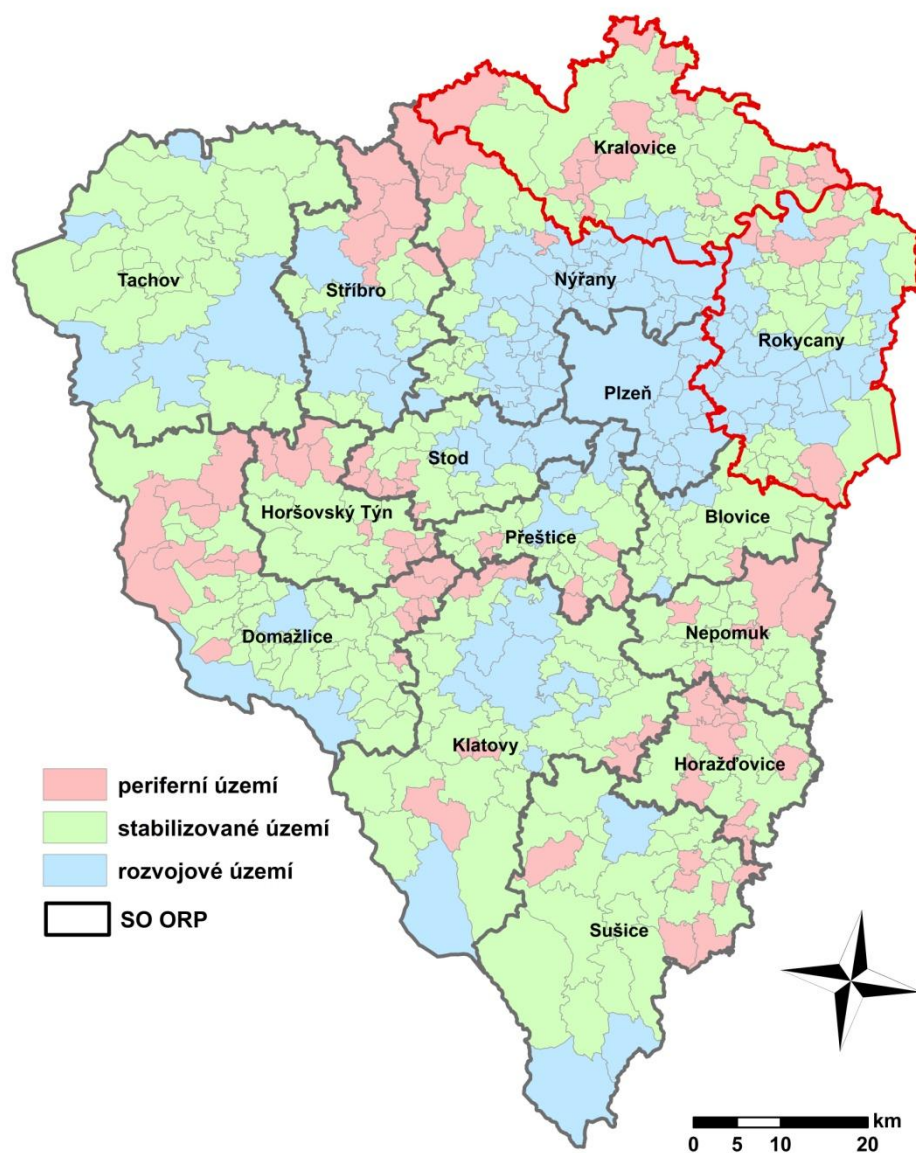 Kralovice
Tachov
Stříbro
Nýřany
Rokycany
Plzeň
Stod
Horšovský Týn
Přeštice
Blovice
Domažlice
Nepomuk
Klatovy
Horažďovice
Sušice
periferní území
stabilizované území
rozvojové území
SO ORP
km
0 5 10 20